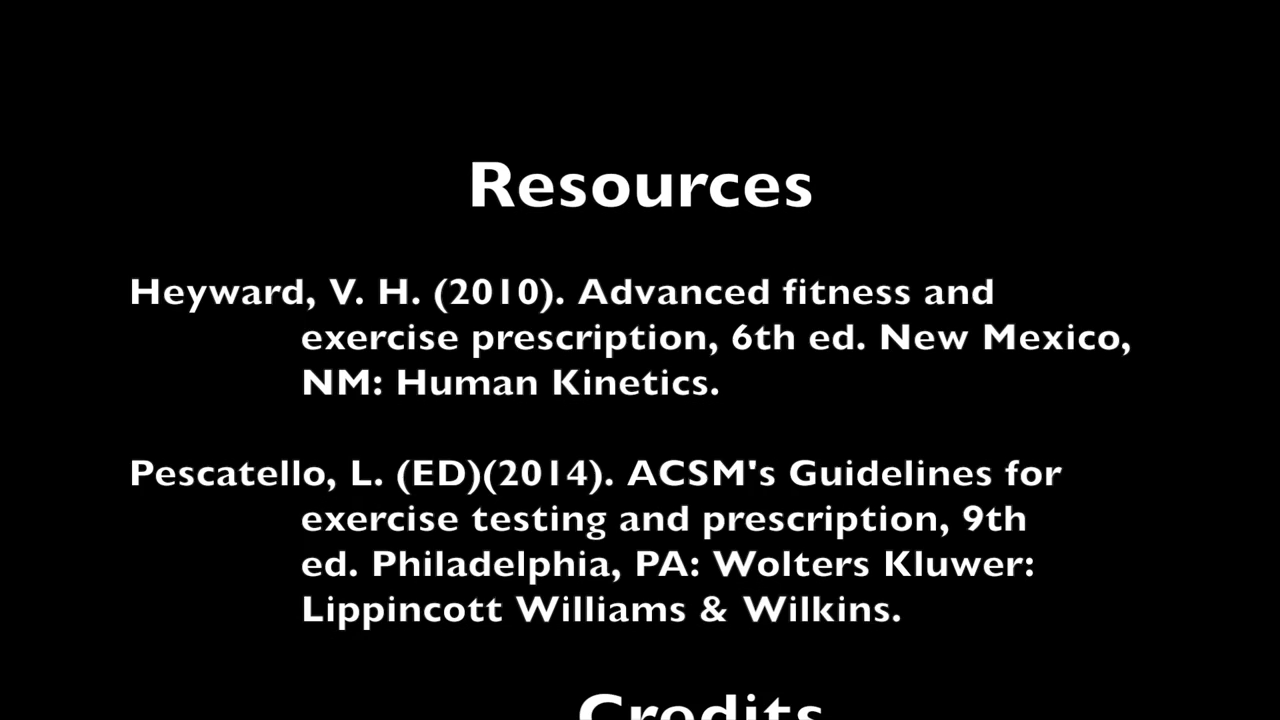 Resources
Heyward, V. H. (2010). Advanced fitness and
exercise prescription, 6th ed. New Mexico,
NM: Human Kinetics.
Pescatello, L. (ED)(2014). ACSM's Guidelines for
exercise testing and prescription, 9th
ed. Philadelphia, PA: Wolters Kluwer:
Lippincott Williams & Wilkins.
Credits